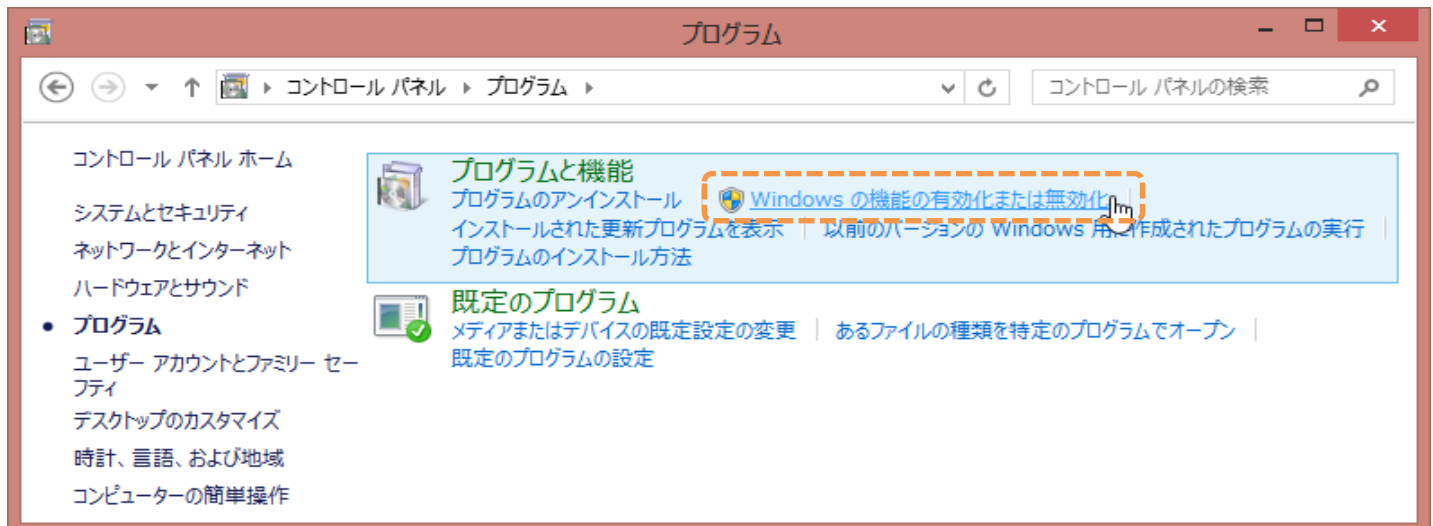 プログラム
コントロール パネル プログラム コントロール パネルの検索
コントロール パネル ホーム
システムとセキュリティ
ネットワークとインターネット
ハードウェアとサウンド
プログラム
ユーザー アカウントとファミリー セー
フティ
デスクトップのカスタマイズ
時計、言語、および地域
コンピューターの簡単操作
プログラムと機能
プログラムのアンインストール Windows の機能の有効化または無効化
インストールされた更新プログラムを表示 以前のバージョンの Windows 用に作成されたプログラムの実行
プログラムのインストール方法
既定のプログラム
メディアまたはデバイスの既定設定の変更 あるファイルの種類を特定のプログラムでオープン
既定のプログラムの設定